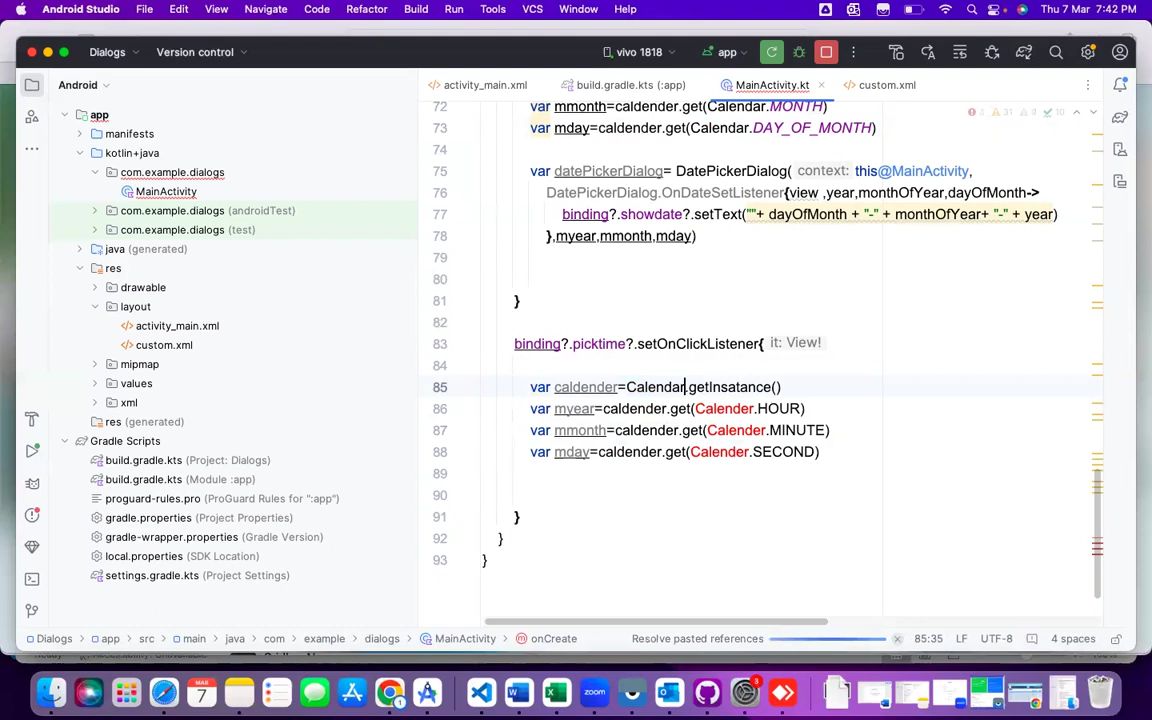 Android Studio File Edit View Navigate Code Refactor Build Run Tools VCS Window Help Thu 7 Mar 7:42 PM
Dialogs Version control vivo 1818 app
Android activity_main.xml build.gradle.kts (:app) MainActivity.kt custom.xml
app
manifests
kotlin+java
com.example.dialogs
MainActivity
com.example.dialogs (androidTest)
com.example.dialogs (test)
java (generated)
res
drawable
layout
activity_main.xml
custom.xml
mipmap
values
xml
res (generated)
Gradle Scripts
build.gradle.kts (Project: Dialogs)
build.gradle.kts (Module :app)
proguard-rules.pro (ProGuard Rules for ":app")
gradle.properties (Project Properties)
gradle-wrapper.properties (Gradle Version)
local.properties (SDK Location)
settings.gradle.kts (Project Settings)
31 10
72 var mmonth=caldender.get(Calendar.MONTH)
73 var mday=caldender.get(Calendar.DAY_OF_MONTH)
74
75 var datePickerDialog= DatePickerDialog( context: this@MainActivity,
76 DatePickerDialog.OnDateSetListener{view ,year,monthOfYear,dayOfMonth->
77 binding?.showdate?.setText(""+ dayOfMonth + "-" + monthOfYear+ "-" + year)
78 },myear,mmonth,mday)
79
80
81 }
82
83 binding?.picktime?.setOnClickListener{ it: View!
84
85 var caldender=Calendar.getInsatance()
86 var myear=caldender.get(Calender.HOUR)
87 var mmonth=caldender.get(Calender.MINUTE)
88 var mday=caldender.get(Calender.SECOND)
89
90
91 }
92 }
93 }
Dialogs app src main java com example dialogs MainActivity onCreate Resolve pasted references 85:35 LF UTF-8 4 spaces
MAR
7
zoom
3